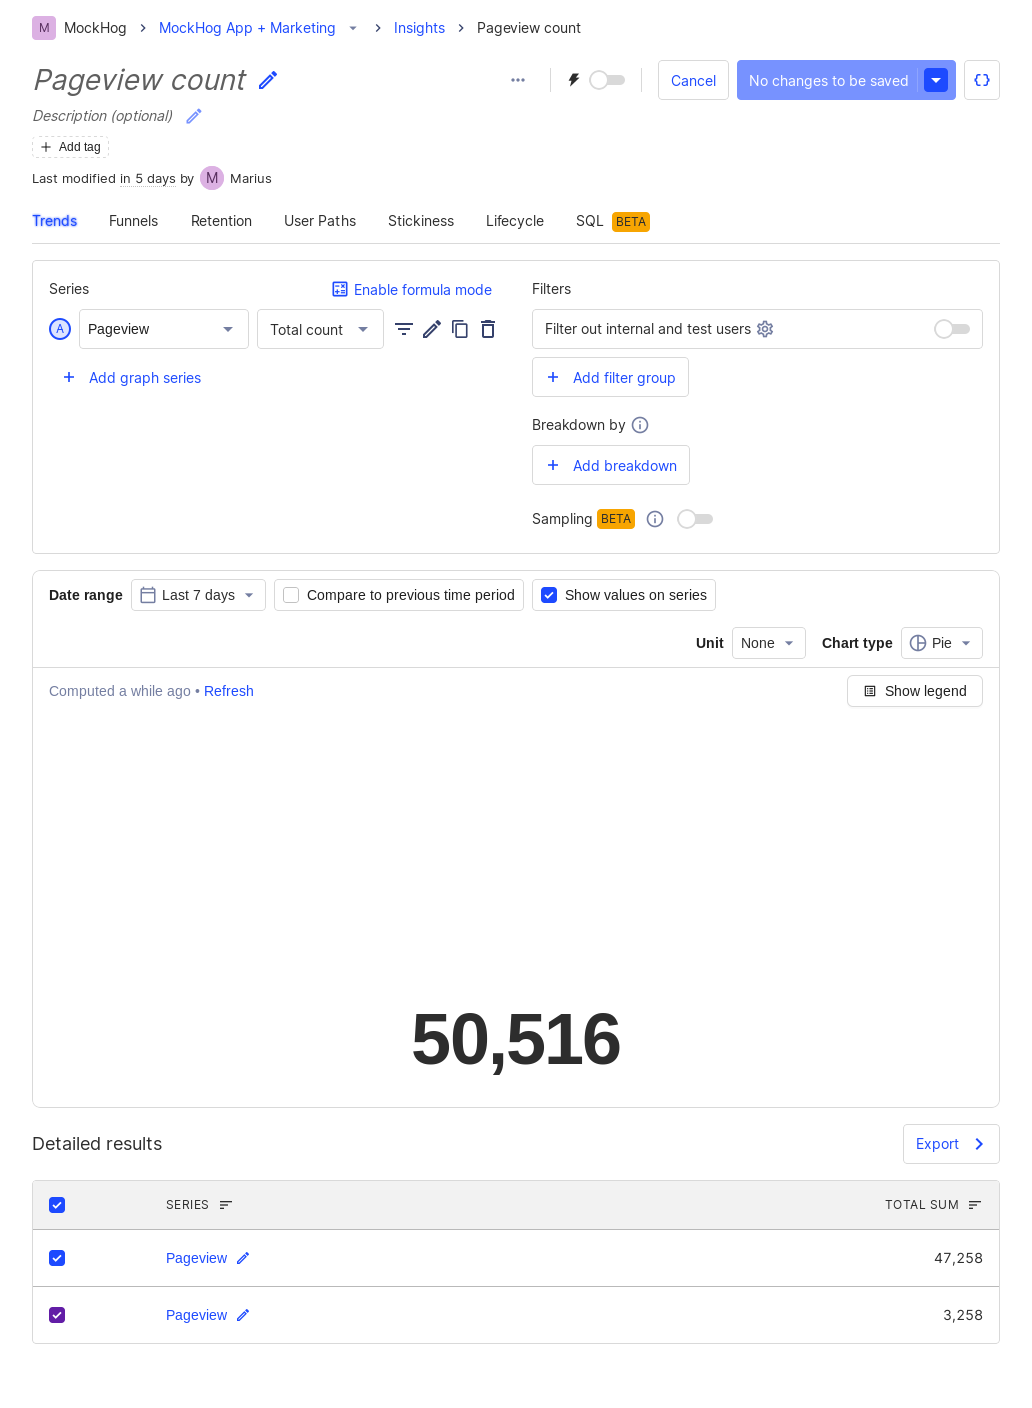 M MockHog > MockHog App + Marketing > Insights > Pageview count
Pageview count
Cancel
No changes to be saved
Description (optional)
Add tag
Last modified in 5 days by M Marius
Trends Funnels Retention User Paths Stickiness Lifecycle SQL BETA
Series
Enable formula mode
Filters
A Pageview Total count
Filter out internal and test users
Add graph series
Add filter group
Breakdown by
Add breakdown
Sampling BETA
Date range Last 7 days Compare to previous time period Show values on series
Unit None Chart type Pie
Computed a while ago • Refresh
Show legend
50,516
Detailed results
Export
SERIES TOTAL SUM
Pageview 47,258
Pageview 3,258